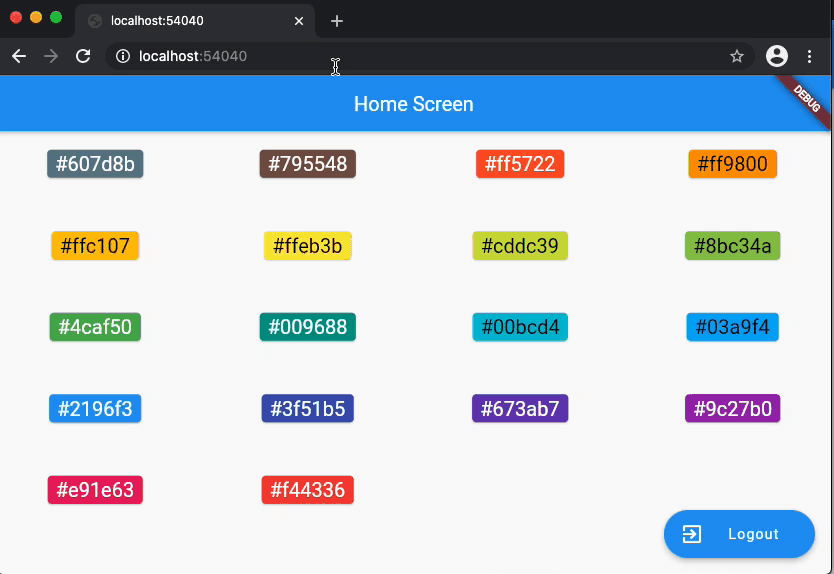 localhost:54040
localhost:54040
Home Screen
DEBUG
#607d8b #795548 #ff5722 #ff9800
#ffc107 #ffeb3b #cddc39 #8bc34a
#4caf50 #009688 #00bcd4 #03a9f4
#2196f3 #3f51b5 #673ab7 #9c27b0
#e91e63 #f44336
Logout